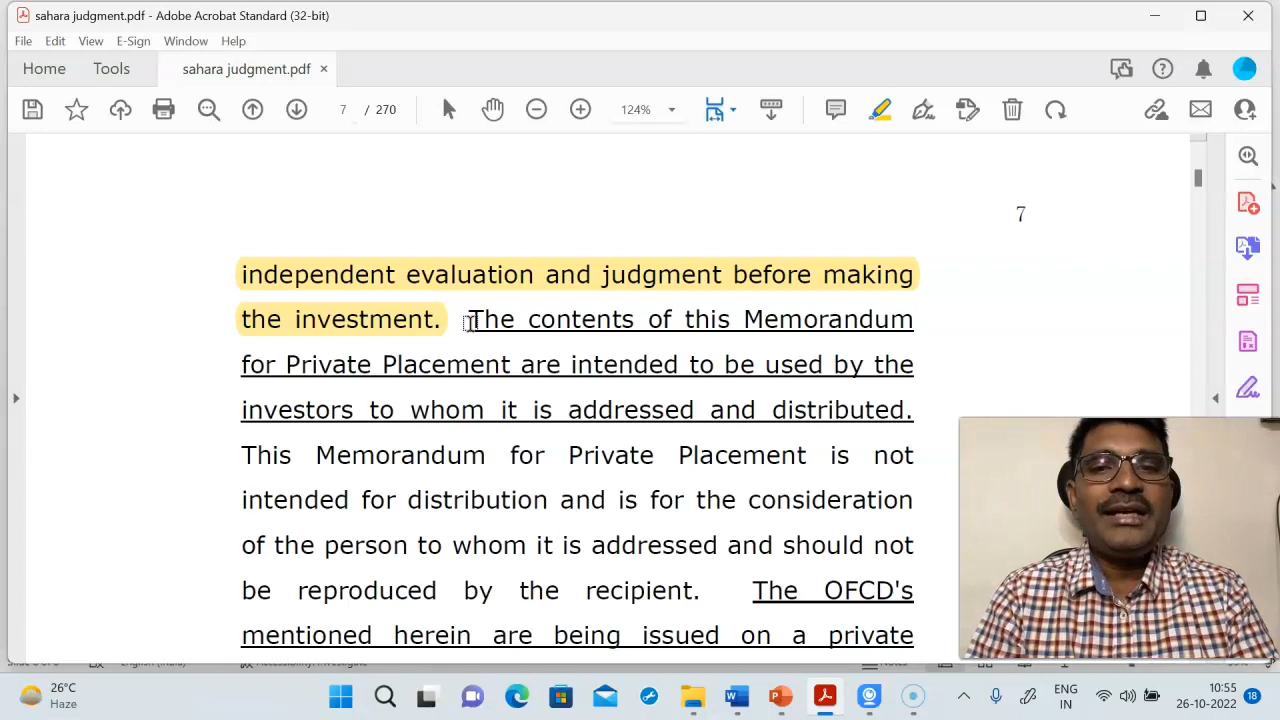 sahara judgment.pdf - Adobe Acrobat Standard (32-bit)
File Edit View E-Sign Window Help
Home Tools sahara judgment.pdf ×
7 / 270 124%
7
independent evaluation and judgment before making
the investment. The contents of this Memorandum
for Private Placement are intended to be used by the
investors to whom it is addressed and distributed.
This Memorandum for Private Placement is not
intended for distribution and is for the consideration
of the person to whom it is addressed and should not
be reproduced by the recipient. The OFCD's
mentioned herein are being issued on a private
26°C
Haze
ENG
IN
10:55
26-10-2022
18